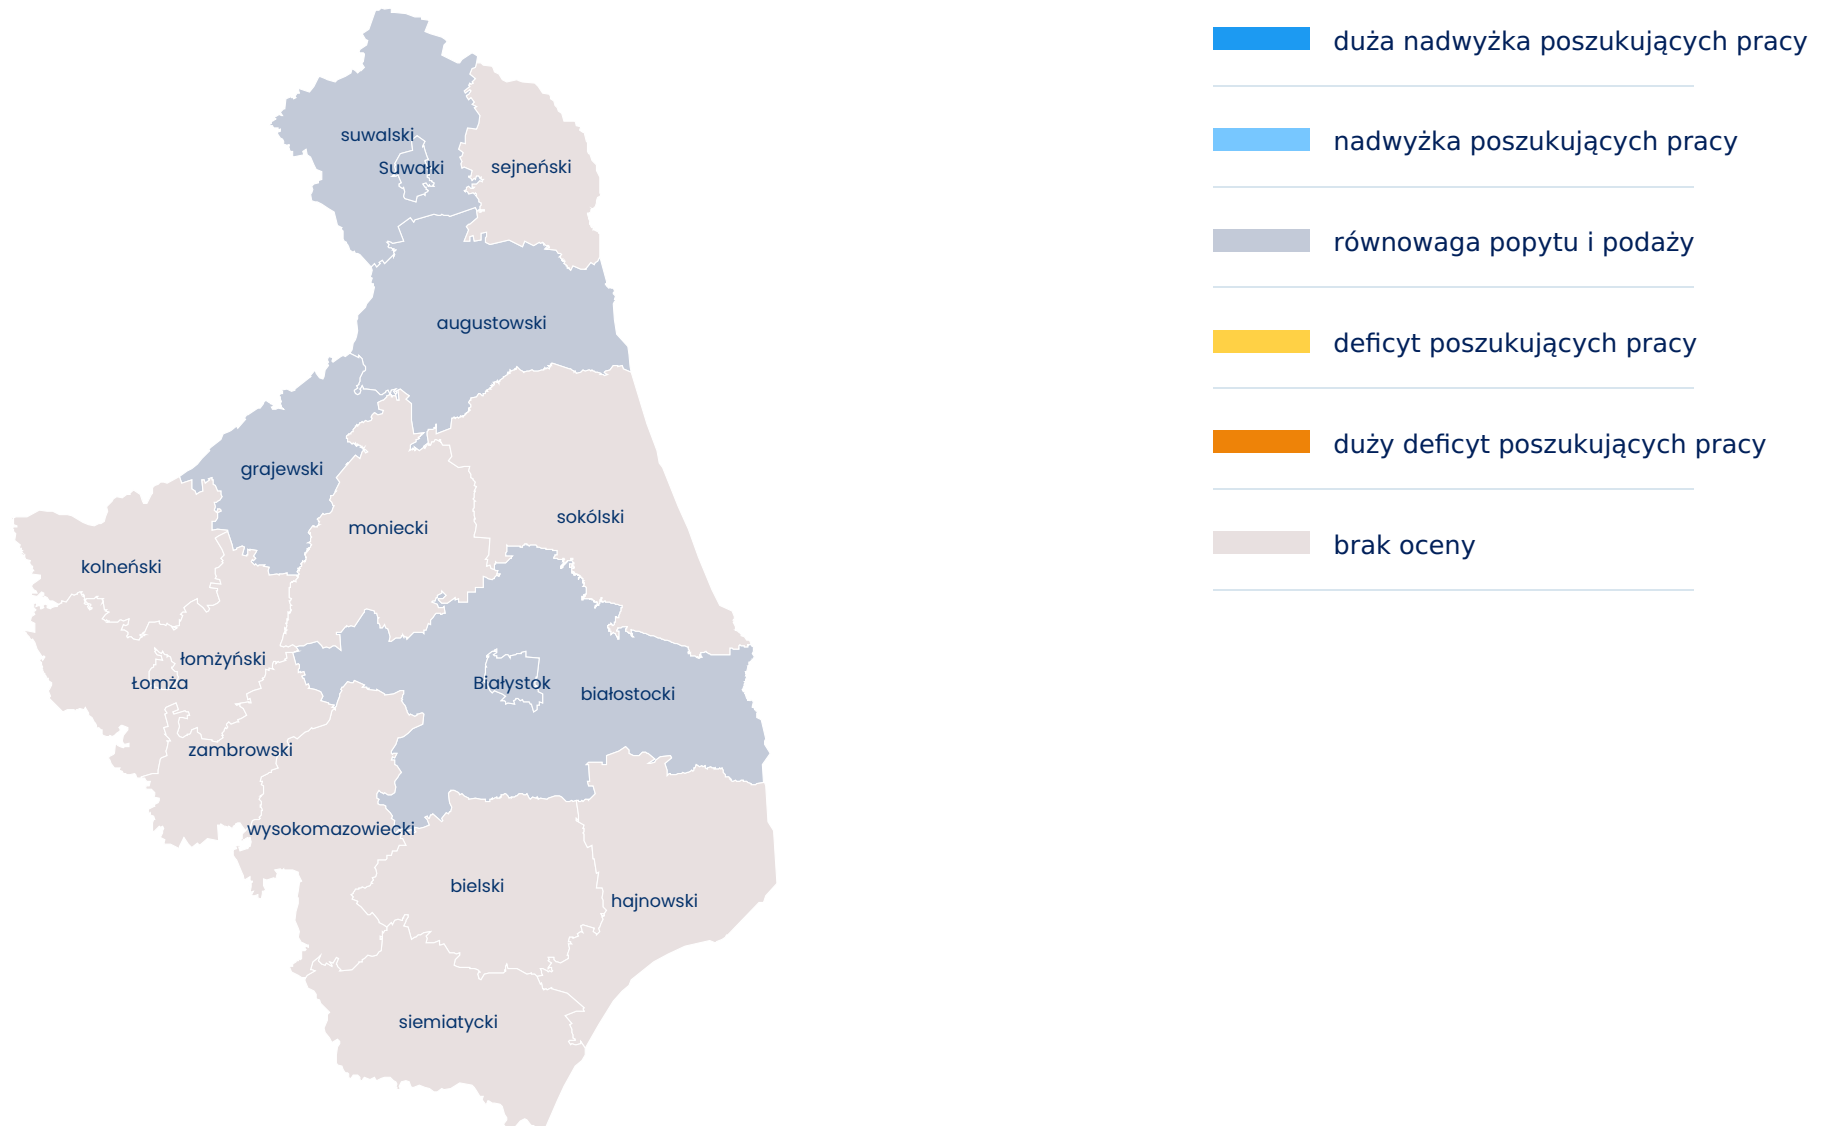 duża nadwyżka poszukujących pracy
nadwyżka poszukujących pracy
równowaga popytu i podaży
deficyt poszukujących pracy
duży deficyt poszukujących pracy
brak oceny
suwalski
Suwałki
sejneński
augustowski
grajewski
moniecki
sokólski
kolneński
łomżyński
Łomża
Białystok
białostocki
zambrowski
wysokomazowiecki
bielski
hajnowski
siemiatycki